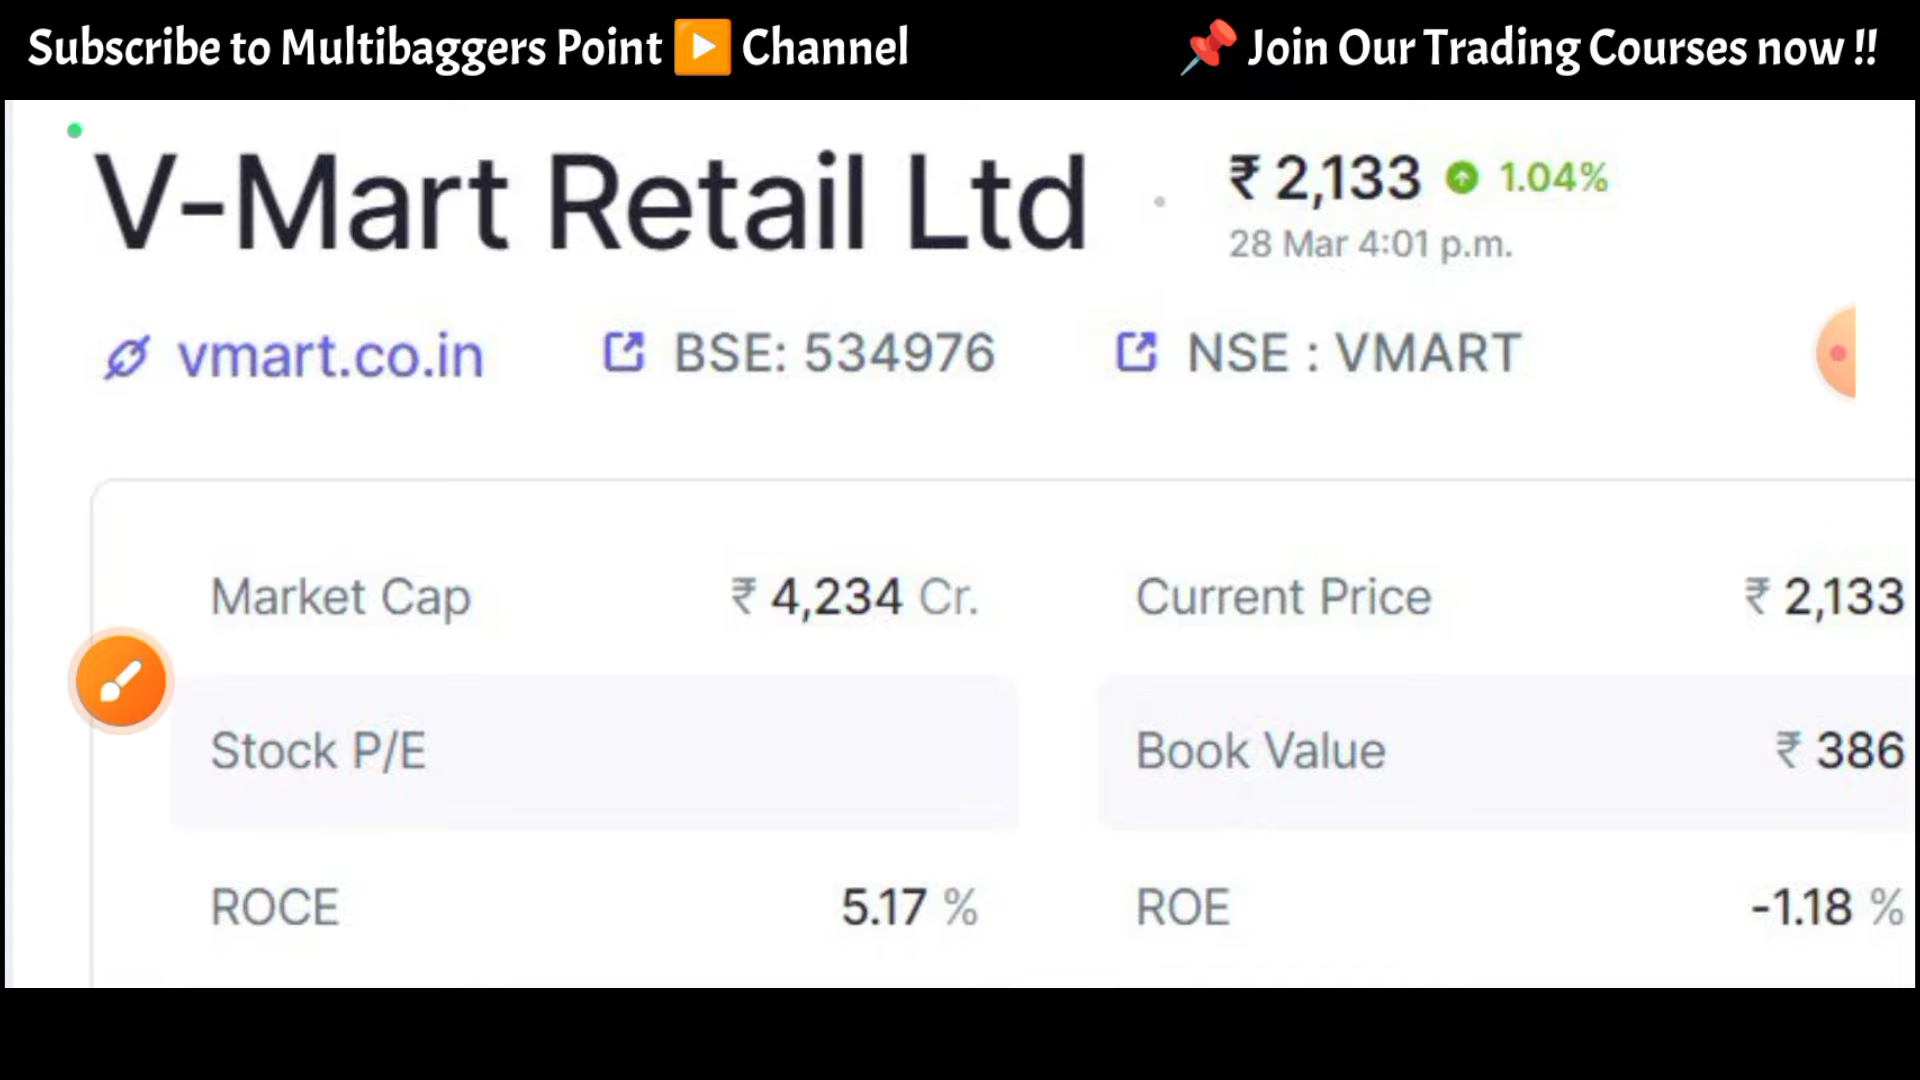 Subscribe to Multibaggers Point ▶️ Channel
📌 Join Our Trading Courses now !!
V-Mart Retail Ltd
₹ 2,133 1.04%
28 Mar 4:01 p.m.
vmart.co.in
BSE: 534976
NSE : VMART
Market Cap ₹ 4,234 Cr.
Current Price ₹ 2,133
Stock P/E
Book Value ₹ 386
ROCE 5.17 %
ROE -1.18 %